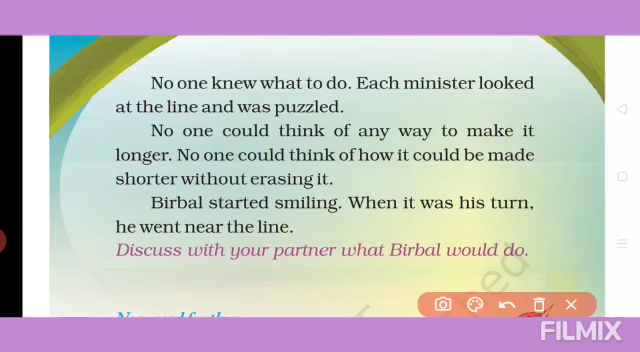 No one knew what to do. Each minister looked
at the line and was puzzled.
No one could think of any way to make it
longer. No one could think of how it could be made
shorter without erasing it.
Birbal started smiling. When it was his turn,
he went near the line.
Discuss with your partner what Birbal would do.
FILMIX